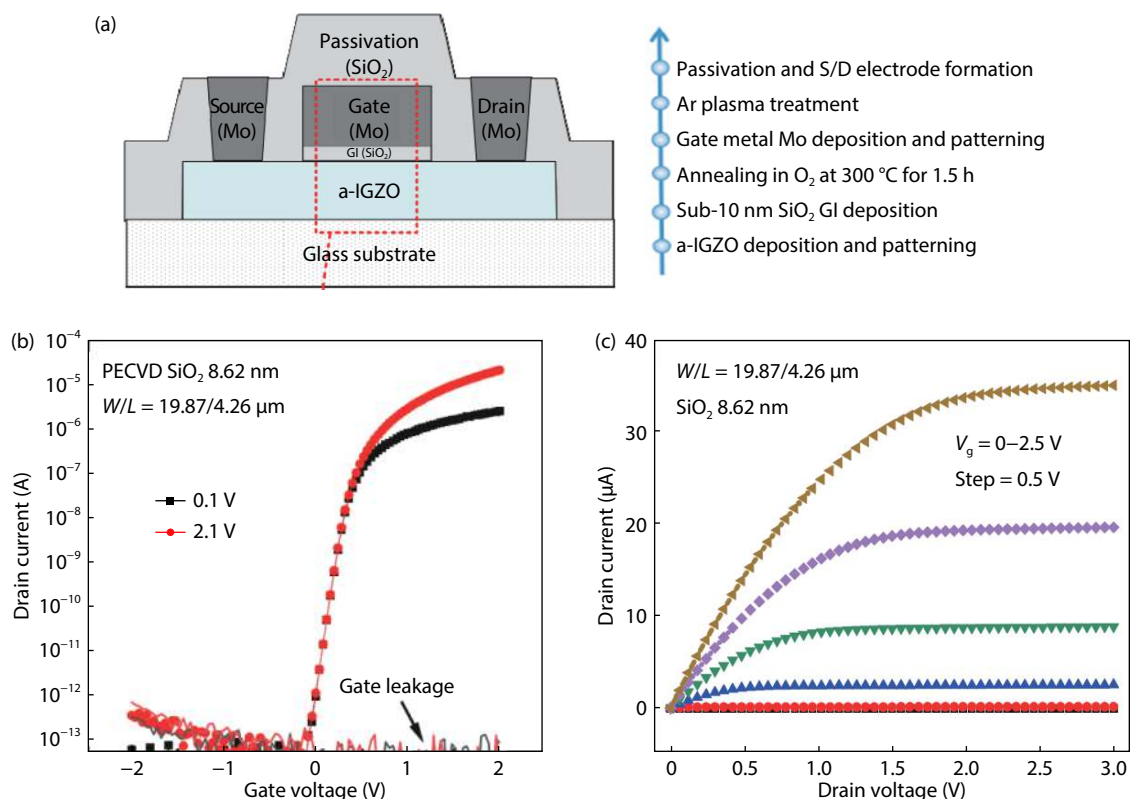 (a)
Passivation
(SiO₂)
Source
(Mo)
Gate
(Mo)
Drain
(Mo)
GI (SiO₂)
a-IGZO
Glass substrate
Passivation and S/D electrode formation
Ar plasma treatment
Gate metal Mo deposition and patterning
Annealing in O₂ at 300 °C for 1.5 h
Sub-10 nm SiO₂ GI deposition
a-IGZO deposition and patterning
(b)
PECVD SiO₂ 8.62 nm
W/L = 19.87/4.26 μm
0.1 V
2.1 V
Gate leakage
10⁻⁴
10⁻⁵
10⁻⁶
10⁻⁷
10⁻⁸
10⁻⁹
10⁻¹⁰
10⁻¹¹
10⁻¹²
10⁻¹³
Drain current (A)
−2 −1 0 1 2
Gate voltage (V)
(c)
W/L = 19.87/4.26 μm
SiO₂ 8.62 nm
V_g = 0−2.5 V
Step = 0.5 V
40
30
20
10
0
Drain current (μA)
0 0.5 1.0 1.5 2.0 2.5 3.0
Drain voltage (V)